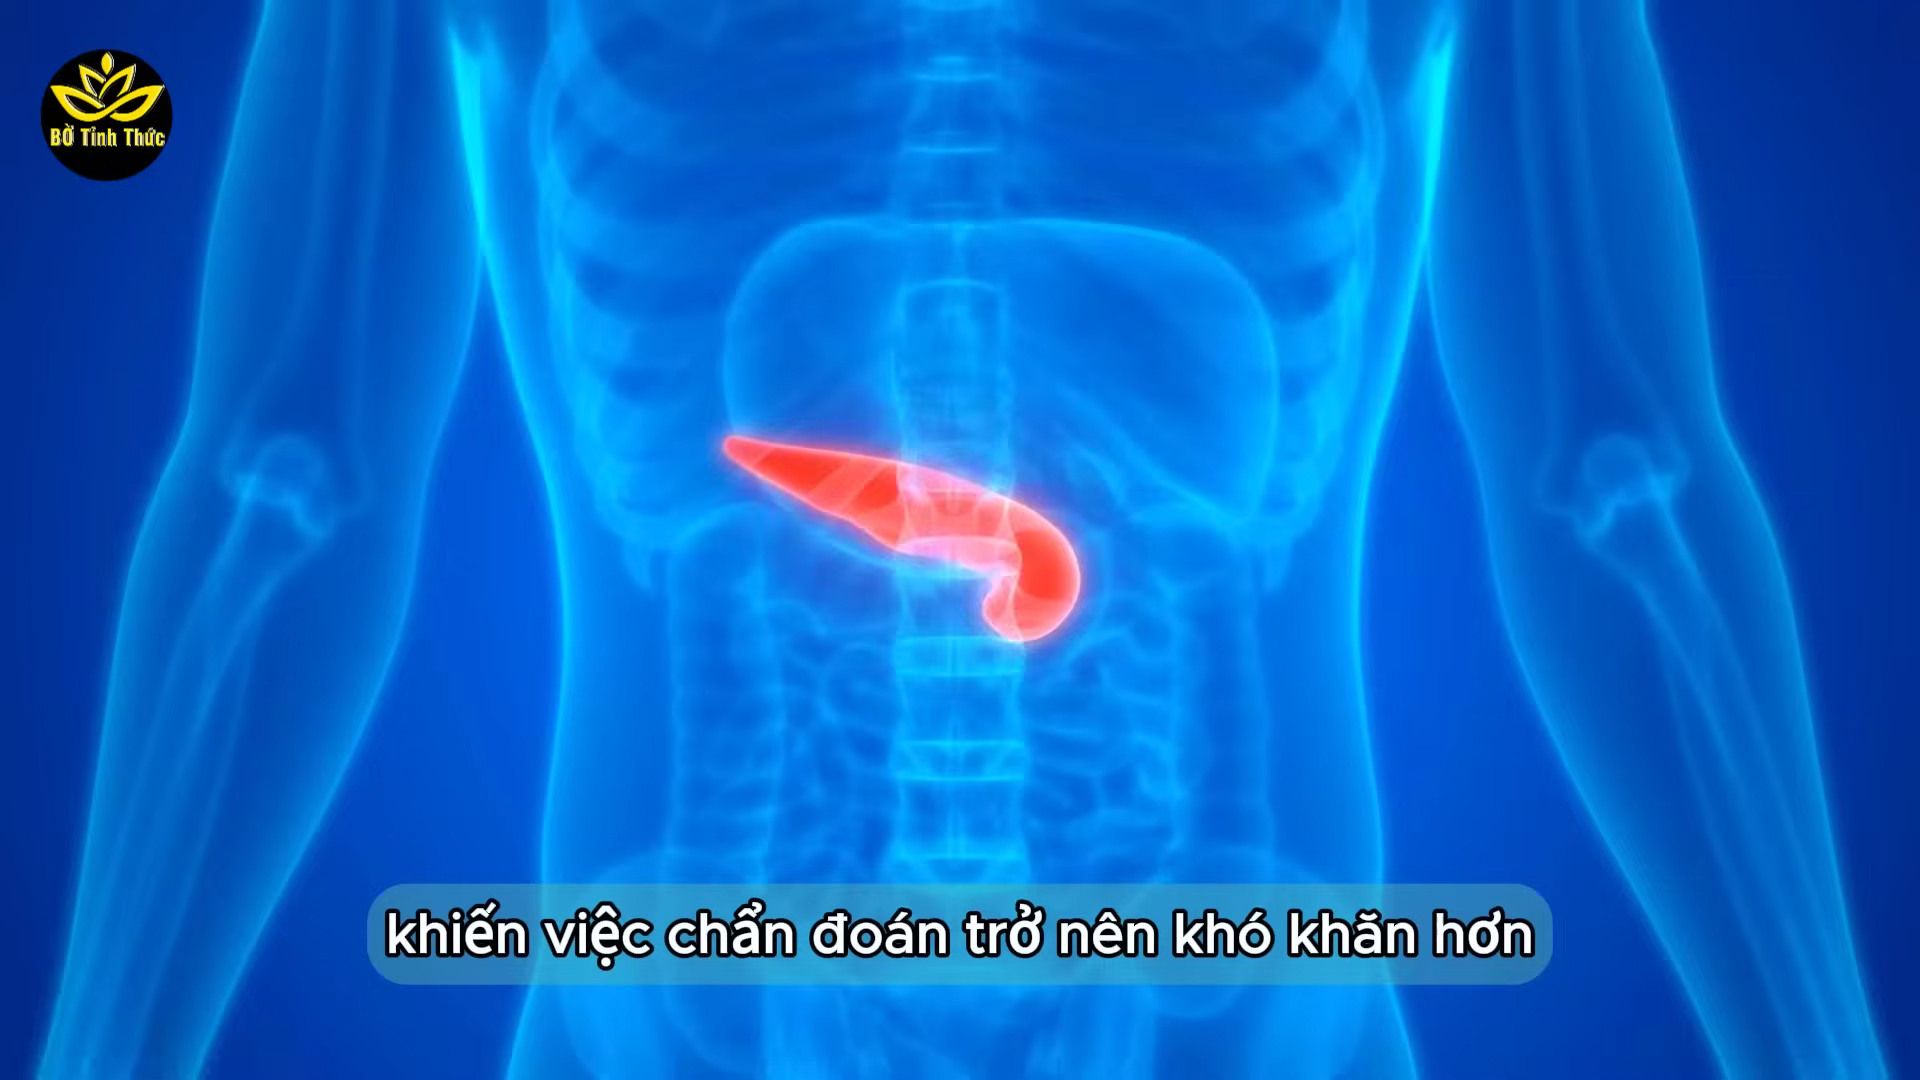 BỜ Tỉnh Thức
khiến việc chẩn đoán trở nên khó khăn hơn